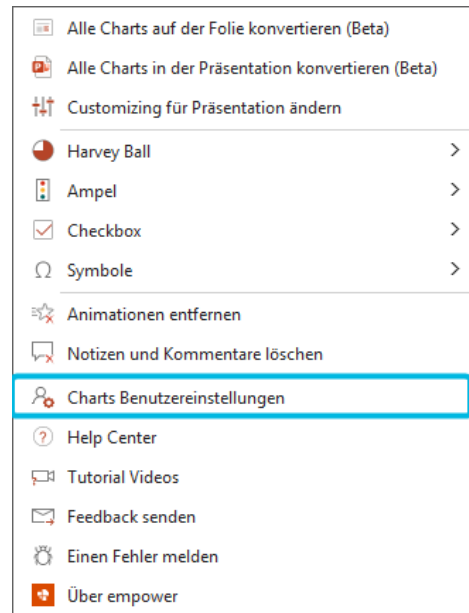 Alle Charts auf der Folie konvertieren (Beta)
Alle Charts in der Präsentation konvertieren (Beta)
Customizing für Präsentation ändern
Harvey Ball
Ampel
Checkbox
Symbole
Animationen entfernen
Notizen und Kommentare löschen
Charts Benutzereinstellungen
Help Center
Tutorial Videos
Feedback senden
Einen Fehler melden
Über empower